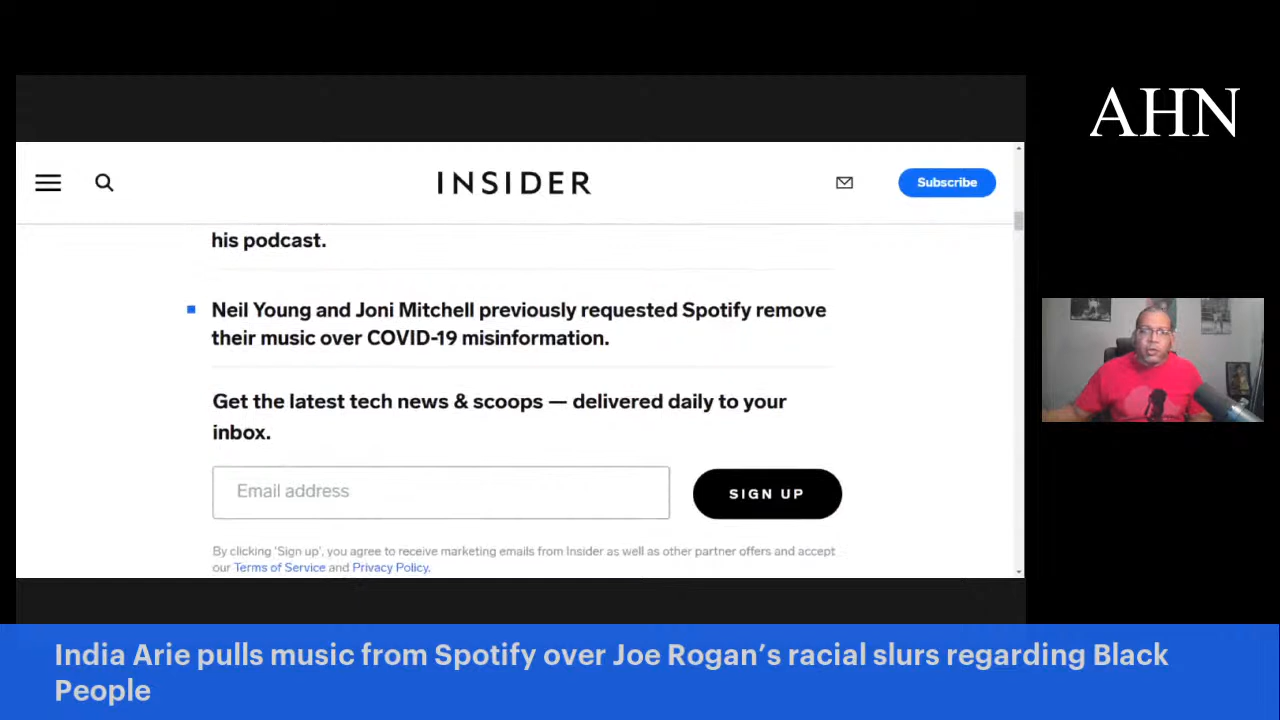 AHN
INSIDER
Subscribe
his podcast.
Neil Young and Joni Mitchell previously requested Spotify remove
their music over COVID-19 misinformation.
Get the latest tech news & scoops — delivered daily to your
inbox.
Email address
SIGN UP
By clicking 'Sign up', you agree to receive marketing emails from Insider as well as other partner offers and accept
our Terms of Service and Privacy Policy.
India Arie pulls music from Spotify over Joe Rogan's racial slurs regarding Black
People